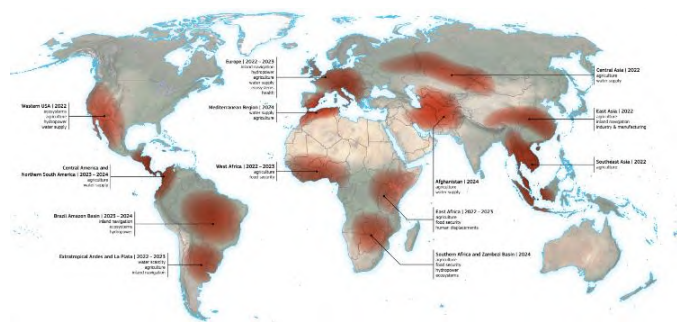 Europe | 2022 – 2023
inland navigation
hydropower
agriculture
water supply
ecosystems
health
Central Asia | 2022
agriculture
water supply
Western USA | 2022
ecosystems
agriculture
hydropower
water supply
Mediterranean Region | 2024
water supply
agriculture
East Asia | 2022
agriculture
inland navigation
industry & manufacturing
Southeast Asia | 2022
agriculture
Central America and
Northern South America | 2023 – 2024
agriculture
water supply
West Africa | 2022 – 2023
agriculture
food security
Afghanistan | 2024
agriculture
water supply
Brazil Amazon Basin | 2023 – 2024
inland navigation
ecosystems
hydropower
East Africa | 2022 – 2023
agriculture
food security
human displacements
Extratropical Andes and La Plata | 2022 – 2023
agriculture
inland navigation
Southern Africa and Zambezi Basin | 2024
agriculture
food security
hydropower
ecosystems